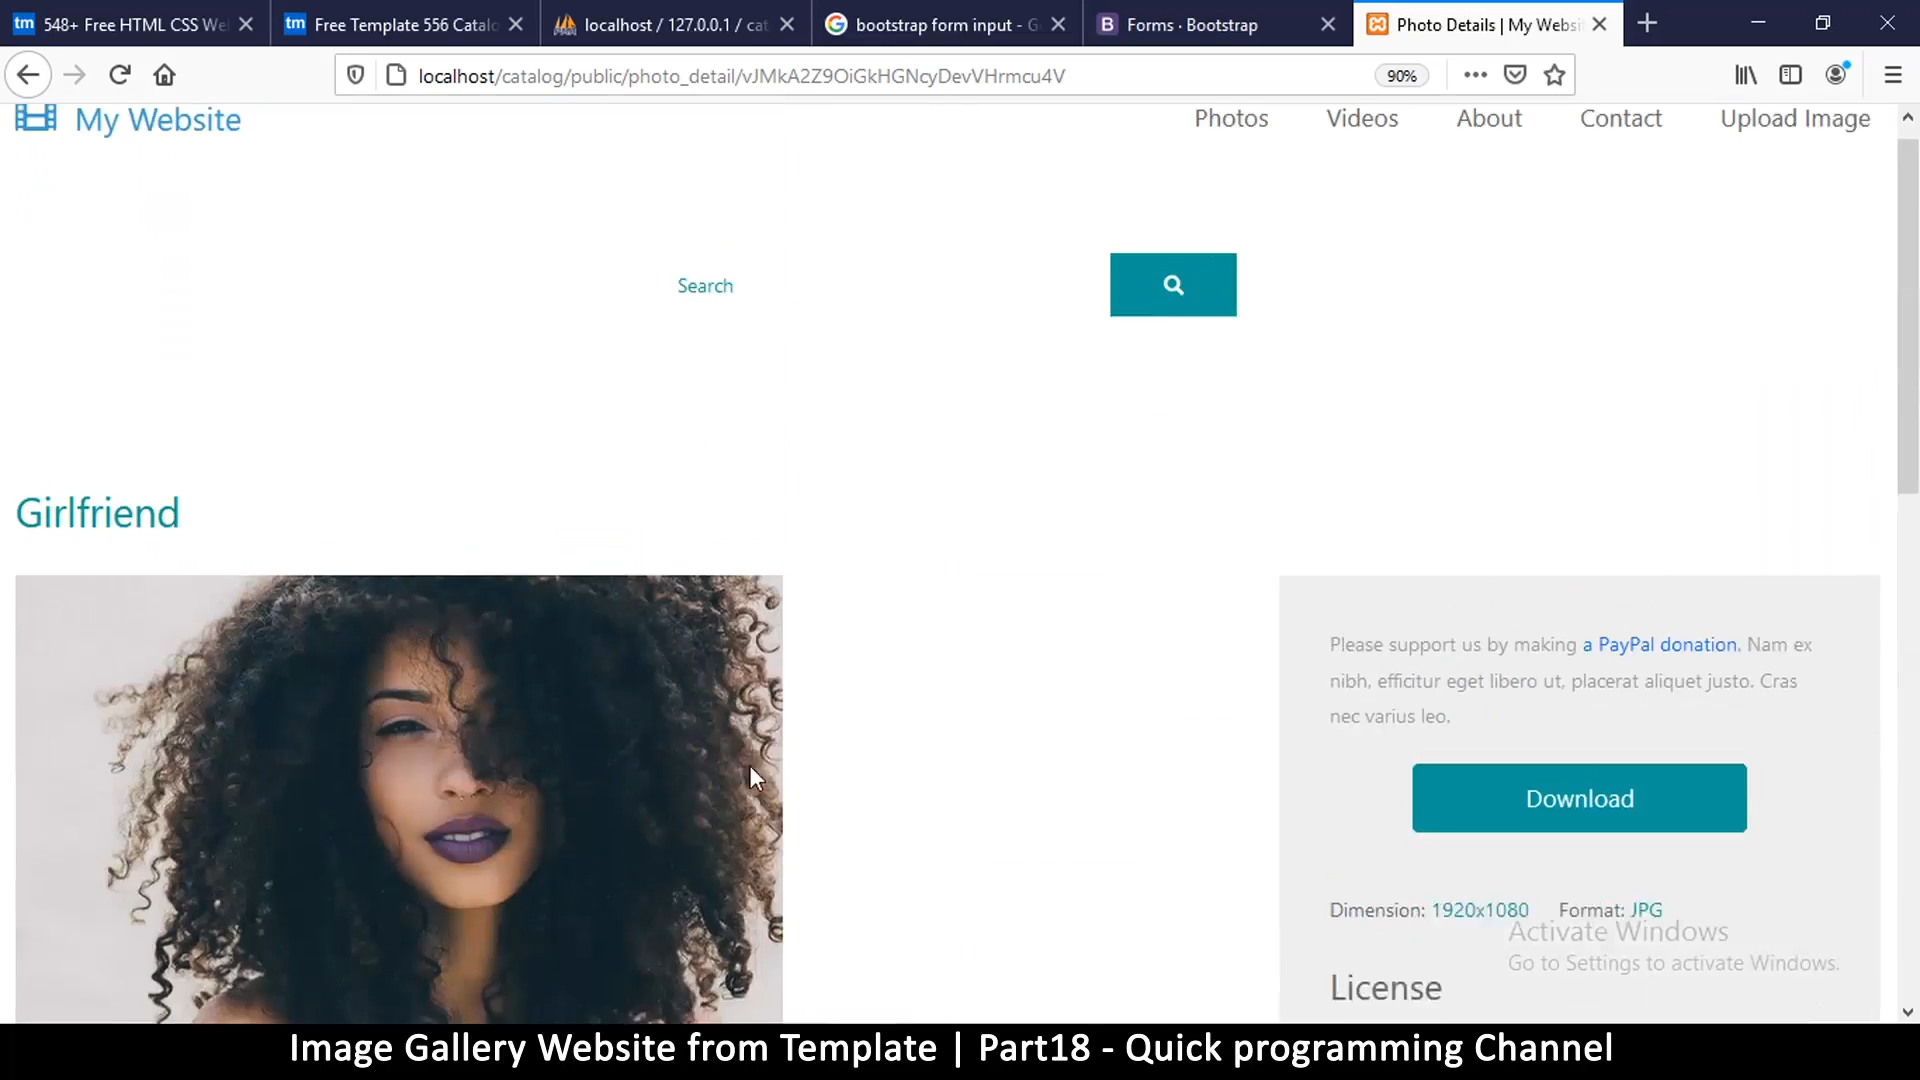 548+ Free HTML CSS We
Free Template 556 Catalo
localhost / 127.0.0.1 / cat
bootstrap form input - G
Forms · Bootstrap
Photo Details | My Websi
localhost/catalog/public/photo_detail/vJMkA2Z9OiGkHGNcyDevVHrmcu4V
90%
My Website
Photos
Videos
About
Contact
Upload Image
Search
Girlfriend
Please support us by making a PayPal donation. Nam ex
nibh, efficitur eget libero ut, placerat aliquet justo. Cras
nec varius leo.
Download
Dimension: 1920x1080 Format: JPG
Activate Windows
Go to Settings to activate Windows.
License
Image Gallery Website from Template | Part18 - Quick programming Channel